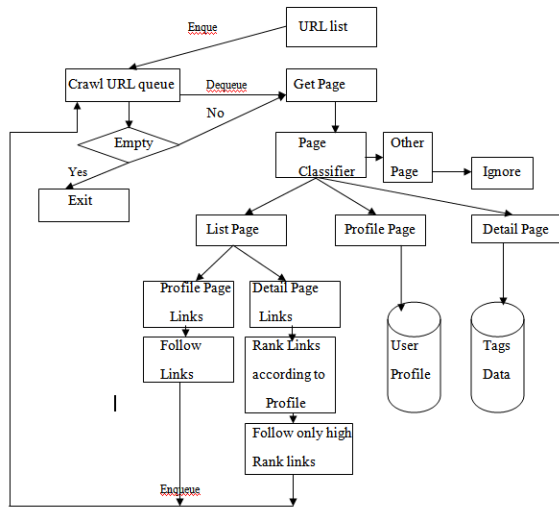 Enque
URL list
Crawl URL queue
Dequeue
Get Page
No
Empty
Page
Classifier
Other
Page
Ignore
Yes
Exit
List Page
Profile Page
Detail Page
Profile Page
Links
Detail Page
Links
Follow
Links
Rank Links
according to
Profile
User
Profile
Tags
Data
Follow only high
Rank links
Enqueue